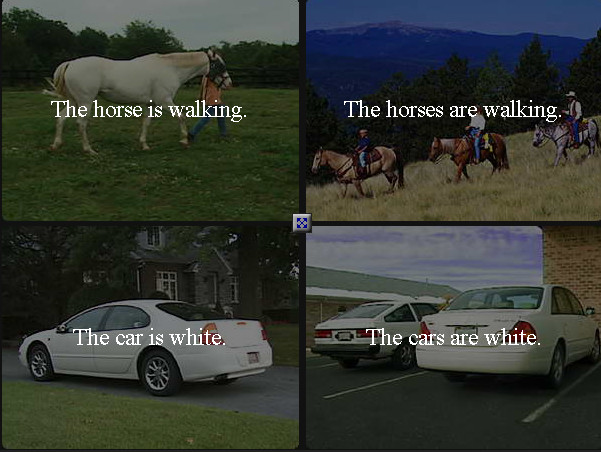 The horse is walking.
The horses are walking.
The car is white.
The cars are white.